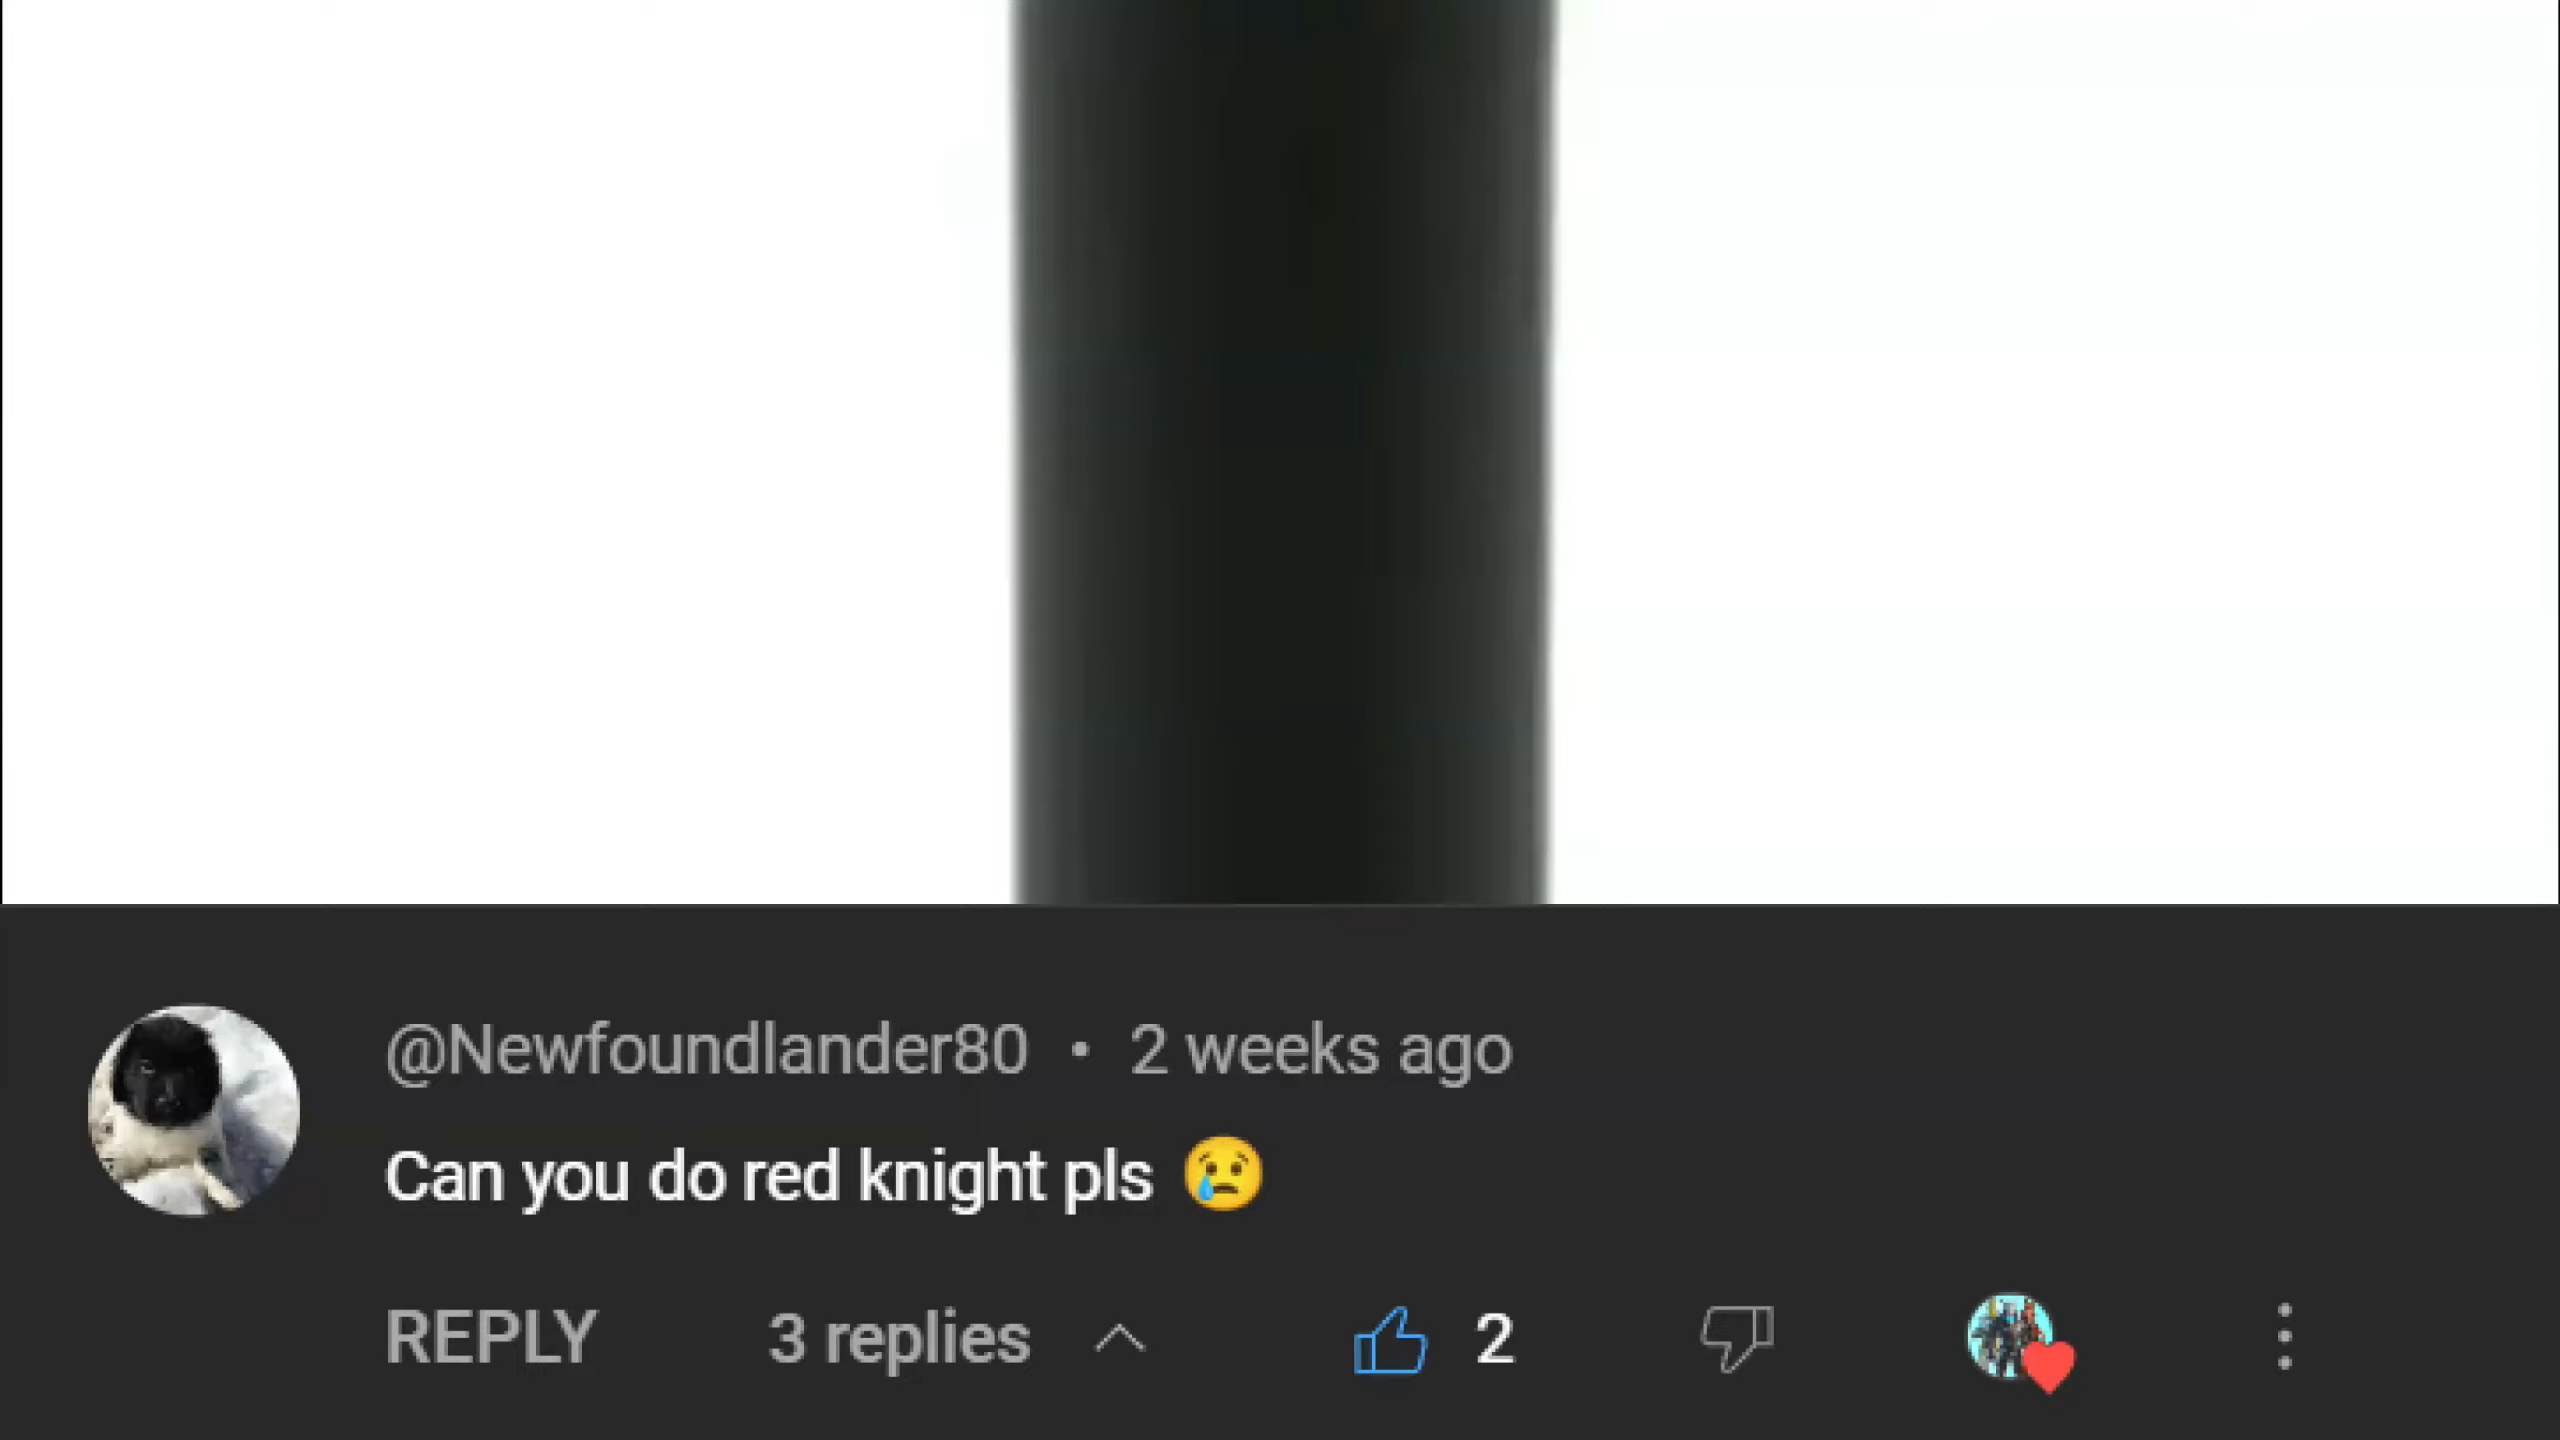 @Newfoundlander80 • 2 weeks ago
Can you do red knight pls 😢
REPLY 3 replies 2